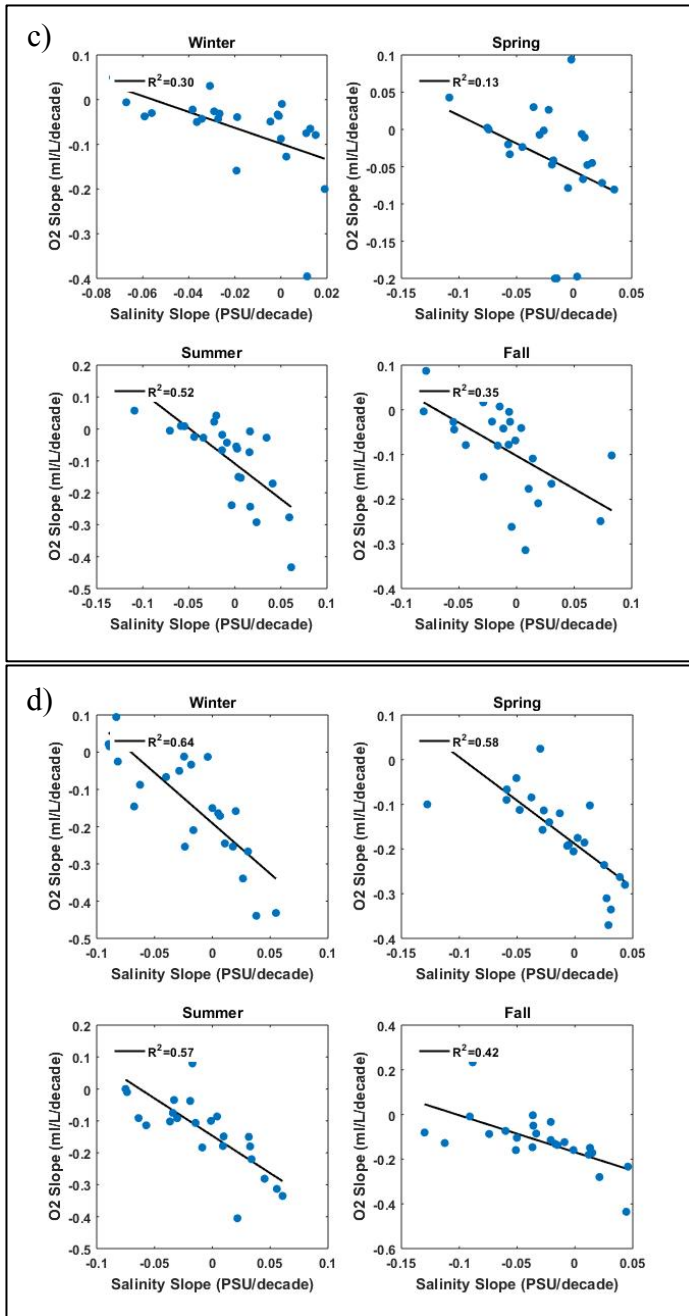 c)
Winter
R²=0.30
O2 Slope (ml/L/decade)
0.1
0
-0.1
-0.2
-0.3
-0.4
-0.08 -0.06 -0.04 -0.02 0 0.02
Salinity Slope (PSU/decade)
Spring
R²=0.13
O2 Slope (ml/L/decade)
0.1
0.05
0
-0.05
-0.1
-0.15
-0.2
-0.15 -0.1 -0.05 0 0.05
Salinity Slope (PSU/decade)
Summer
R²=0.52
O2 Slope (ml/L/decade)
0.2
0.1
0
-0.1
-0.2
-0.3
-0.4
-0.5
-0.15 -0.1 -0.05 0 0.05 0.1
Salinity Slope (PSU/decade)
Fall
R²=0.35
O2 Slope (ml/L/decade)
0.1
0
-0.1
-0.2
-0.3
-0.4
-0.1 -0.05 0 0.05 0.1
Salinity Slope (PSU/decade)
d)
Winter
R²=0.64
O2 Slope (ml/L/decade)
0.1
0
-0.1
-0.2
-0.3
-0.4
-0.5
-0.1 -0.05 0 0.05 0.1
Salinity Slope (PSU/decade)
Spring
R²=0.58
O2 Slope (ml/L/decade)
0.1
0
-0.1
-0.2
-0.3
-0.4
-0.15 -0.1 -0.05 0 0.05
Salinity Slope (PSU/decade)
Summer
R²=0.57
O2 Slope (ml/L/decade)
0.2
0.1
0
-0.1
-0.2
-0.3
-0.4
-0.5
-0.1 -0.05 0 0.05 0.1
Salinity Slope (PSU/decade)
Fall
R²=0.42
O2 Slope (ml/L/decade)
0.4
0.2
0
-0.2
-0.4
-0.6
-0.15 -0.1 -0.05 0 0.05
Salinity Slope (PSU/decade)